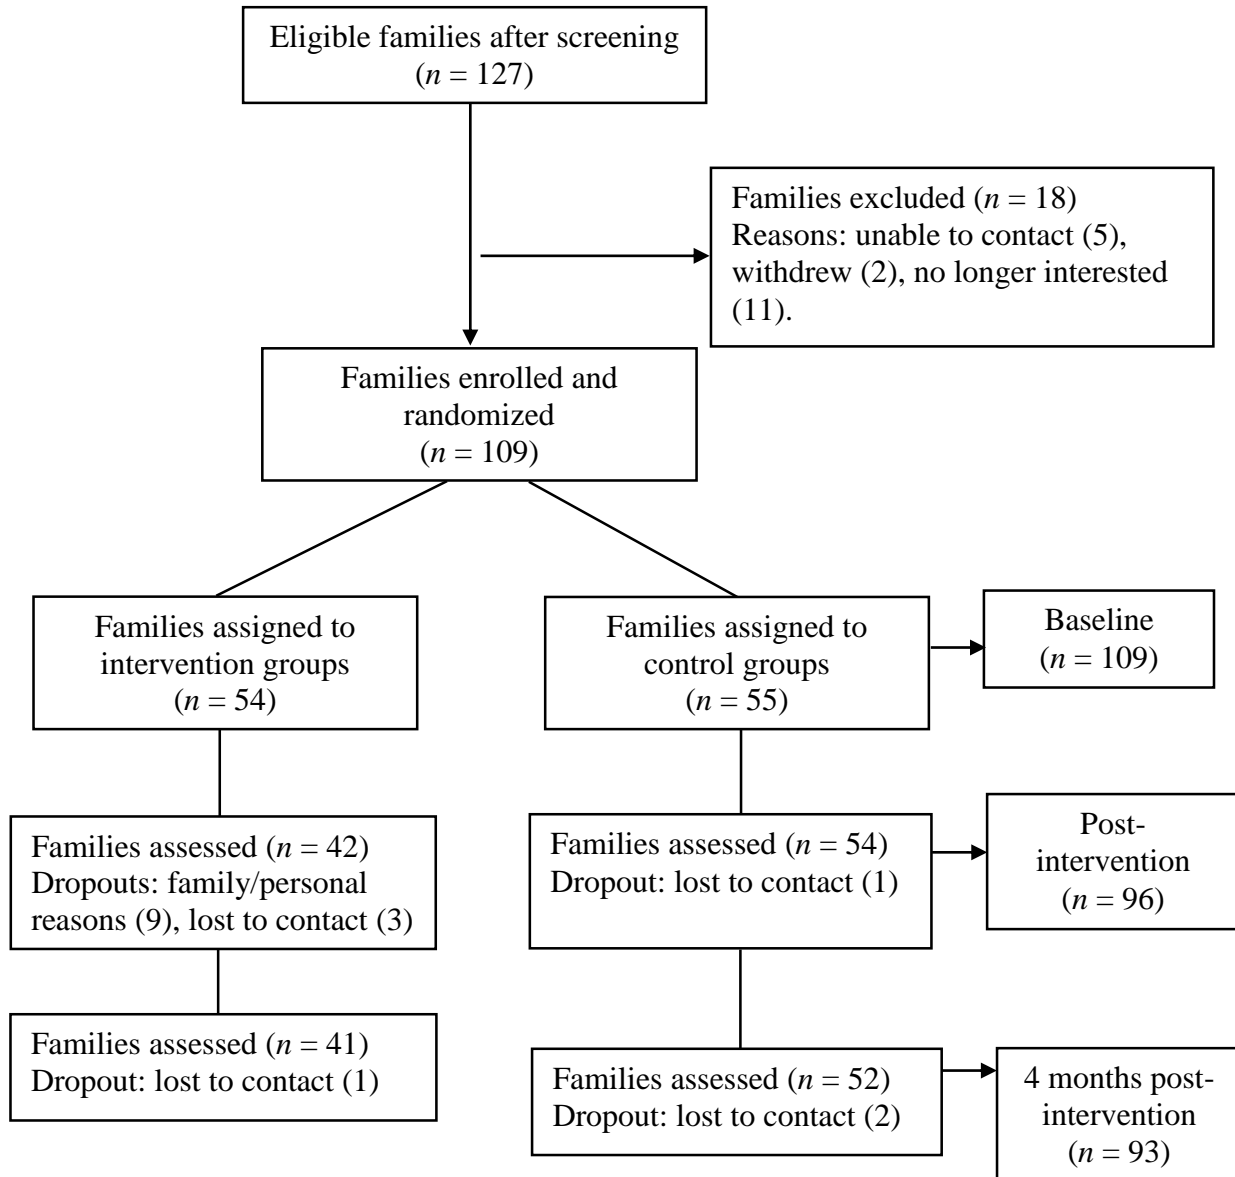 Eligible families after screening
(n = 127)
Families excluded (n = 18)
Reasons: unable to contact (5),
withdrew (2), no longer interested
(11).
Families enrolled and
randomized
(n = 109)
Families assigned to
intervention groups
(n = 54)
Families assigned to
control groups
(n = 55)
Baseline
(n = 109)
Families assessed (n = 42)
Dropouts: family/personal
reasons (9), lost to contact (3)
Families assessed (n = 54)
Dropout: lost to contact (1)
Post-
intervention
(n = 96)
Families assessed (n = 41)
Dropout: lost to contact (1)
Families assessed (n = 52)
Dropout: lost to contact (2)
4 months post-
intervention
(n = 93)